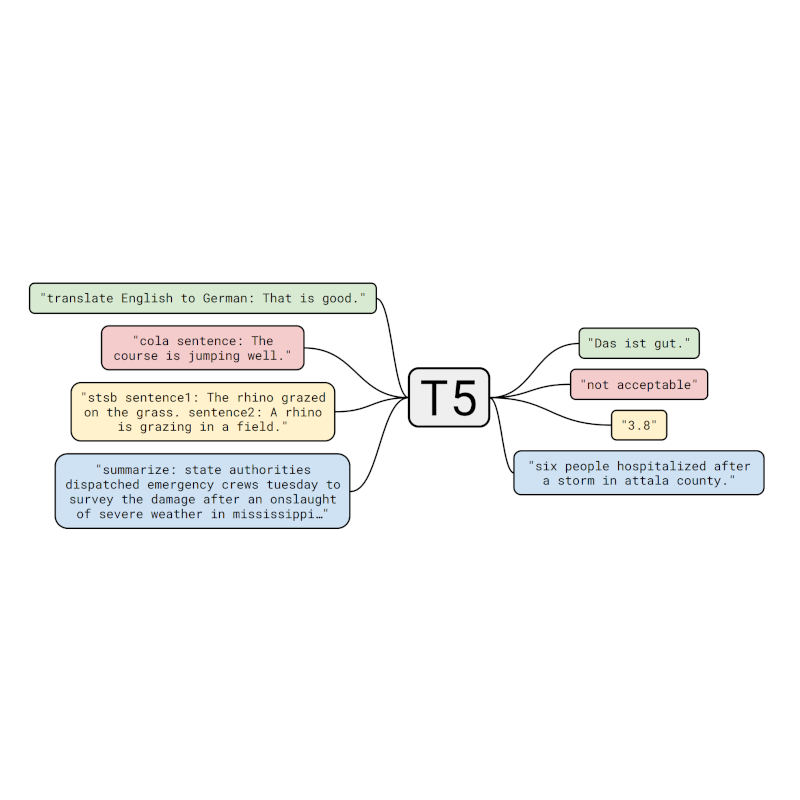 "translate English to German: That is good."
"cola sentence: The
course is jumping well."
"stsb sentence1: The rhino grazed
on the grass. sentence2: A rhino
is grazing in a field."
"summarize: state authorities
dispatched emergency crews tuesday to
survey the damage after an onslaught
of severe weather in mississippi…"
T5
"Das ist gut."
"not acceptable"
"3.8"
"six people hospitalized after
a storm in attala county."